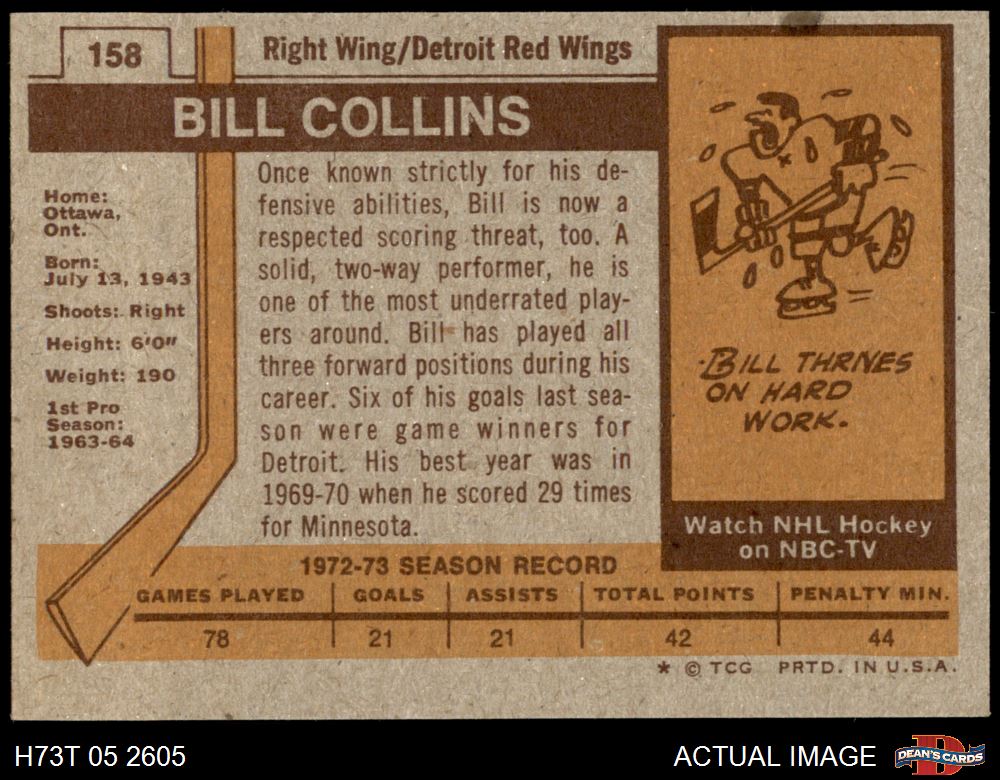 158
Right Wing/Detroit Red Wings
BILL COLLINS
Home:
Ottawa,
Ont.
Born:
July 13, 1943
Shoots: Right
Height: 6'0"
Weight: 190
1st Pro
Season:
1963-64
Once known strictly for his de-
fensive abilities, Bill is now a
respected scoring threat, too. A
solid, two-way performer, he is
one of the most underrated play-
ers around. Bill has played all
three forward positions during his
career. Six of his goals last sea-
son were game winners for
Detroit. His best year was in
1969-70 when he scored 29 times
for Minnesota.
BILL THRIVES
ON HARD
WORK.
Watch NHL Hockey
on NBC-TV
1972-73 SEASON RECORD
GAMES PLAYED GOALS ASSISTS TOTAL POINTS PENALTY MIN.
78 21 21 42 44
* © TCG PRTD. IN U.S.A.
H73T 05 2605
ACTUAL IMAGE
D
DEAN'S CARDS